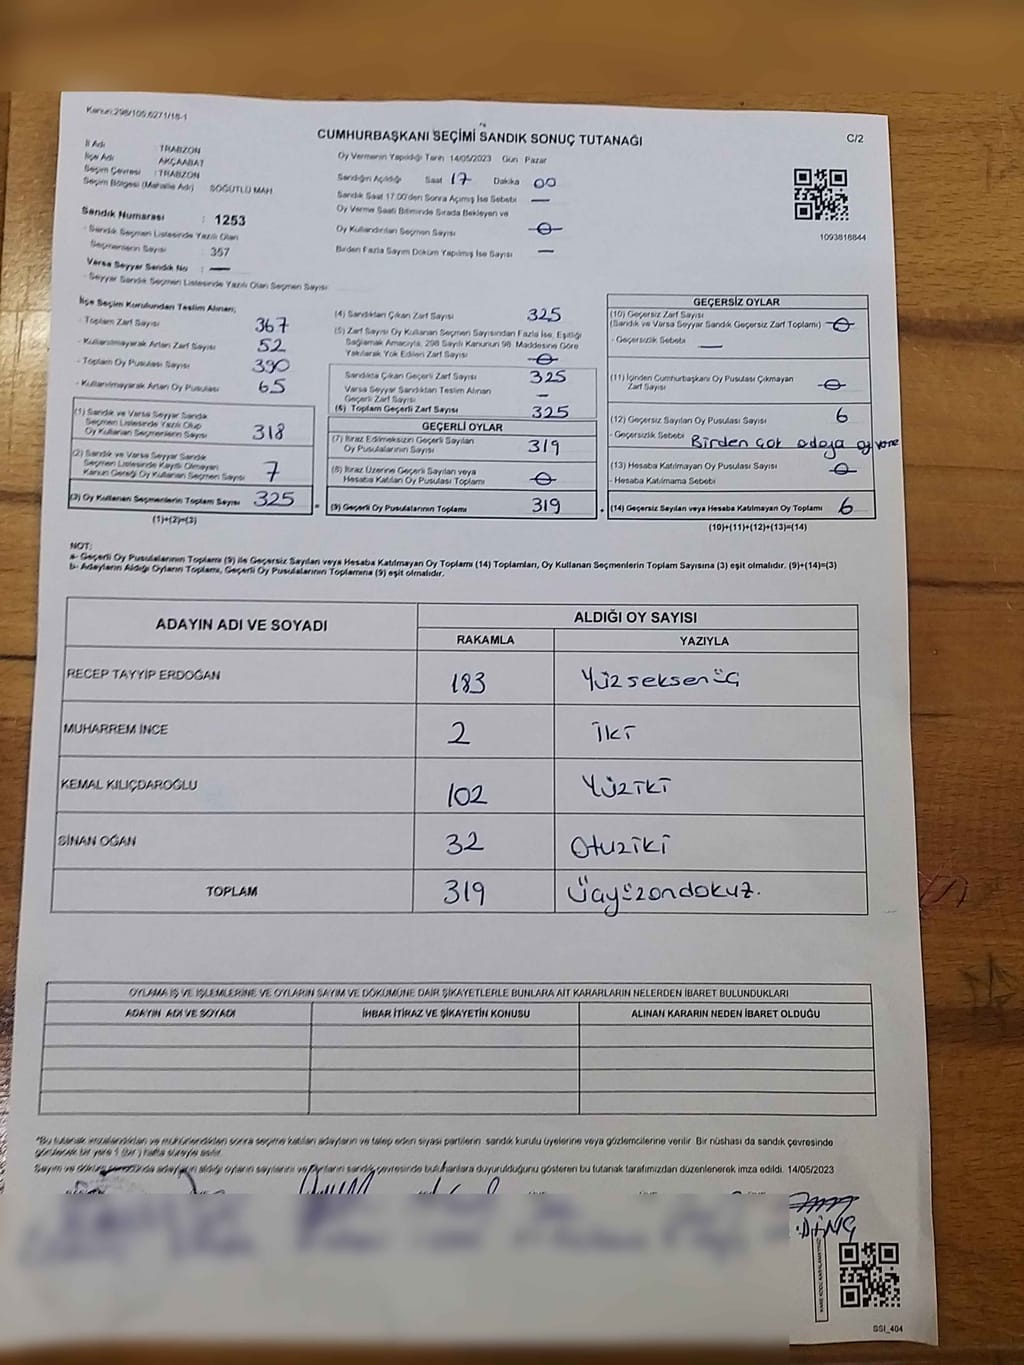 Kanun:298/105,6271/16-1
CUMHURBAŞKANI SEÇİMİ SANDIK SONUÇ TUTANAĞI
C/2
İl Adı : TRABZON
İlçe Adı : AKÇAABAT
Seçim Çevresi : TRABZON
Seçim Bölgesi (Mahalle Adı) SÖĞÜTLÜ MAH.
Sandık Numarası : 1253
- Sandık Seçmen Listesinde Yazılı Olan
Seçmenlerin Sayısı : 357
Varsa Seyyar Sandık No : —
- Seyyar Sandık Seçmen Listesinde Yazılı Olan Seçmen Sayısı
Oy Vermenin Yapıldığı Tarih 14/05/2023 Gün Pazar
Sandığın Açıldığı Saat 17 Dakika 00
Sandık Saat 17.00'den Sonra Açılmış İse Sebebi —
Oy Verme Saati Bitiminde Sırada Bekleyen ve
Oy Kullandırılan Seçmen Sayısı 0
Birden Fazla Sayım Döküm Yapılmış İse Sayısı —
1093818844
İlçe Seçim Kurulundan Teslim Alınan;
- Toplam Zarf Sayısı 367
- Kullanılmayarak Artan Zarf Sayısı 52
- Toplam Oy Pusulası Sayısı 390
- Kullanılmayarak Artan Oy Pusulası 65
(1) Sandık ve Varsa Seyyar Sandık
Seçmen Listesinde Yazılı Olup
Oy Kullanan Seçmenlerin Sayısı 318
(2) Sandık ve Varsa Seyyar Sandık
Seçmen Listesinde Kayıtlı Olmayan
Kanun Gereği Oy Kullanan Seçmen Sayısı 7
(3) Oy Kullanan Seçmenlerin Toplam Sayısı 325
(1)+(2)=(3)
(4) Sandıktan Çıkan Zarf Sayısı 325
(5) Zarf Sayısı Oy Kullanan Seçmen Sayısından Fazla İse, Eşitliği
Sağlamak Amacıyla, 298 Sayılı Kanunun 98. Maddesine Göre
Yakılarak Yok Edilen Zarf Sayısı 0
Sandıkta Çıkan Geçerli Zarf Sayısı 325
Varsa Seyyar Sandıktan Teslim Alınan
Geçerli Zarf Sayısı —
(6) Toplam Geçerli Zarf Sayısı 325
GEÇERLİ OYLAR
(7) İtiraz Edilmeksizin Geçerli Sayılan
Oy Pusulalarının Sayısı 319
(8) İtiraz Üzerine Geçerli Sayılan veya
Hesaba Katılan Oy Pusulası Toplamı 0
(9) Geçerli Oy Pusulalarının Toplamı 319
GEÇERSİZ OYLAR
(10) Geçersiz Zarf Sayısı
(Sandık ve Varsa Seyyar Sandık Geçersiz Zarf Toplamı) 0
- Geçersizlik Sebebi —
(11) İçinden Cumhurbaşkanı Oy Pusulası Çıkmayan
Zarf Sayısı 0
(12) Geçersiz Sayılan Oy Pusulası Sayısı 6
- Geçersizlik Sebebi Birden çok adaya oy verme
(13) Hesaba Katılmayan Oy Pusulası Sayısı 0
- Hesaba Katılmama Sebebi
(14) Geçersiz Sayılan veya Hesaba Katılmayan Oy Toplamı 6
(10)+(11)+(12)+(13)=(14)
NOT:
a- Geçerli Oy Pusulalarının Toplamı (9) ile Geçersiz Sayılan veya Hesaba Katılmayan Oy Toplamı (14) Toplamları, Oy Kullanan Seçmenlerin Toplam Sayısına (3) eşit olmalıdır. (9)+(14)=(3)
b- Adayların Aldığı Oyların Toplamı, Geçerli Oy Pusulalarının Toplamına (9) eşit olmalıdır.
ADAYIN ADI VE SOYADI
ALDIĞI OY SAYISI
RAKAMLA YAZIYLA
RECEP TAYYİP ERDOĞAN 183 Yüzseksenüç
MUHARREM İNCE 2 İki
KEMAL KILIÇDAROĞLU 102 Yüziki
SİNAN OĞAN 32 Otuziki
TOPLAM 319 Üçyüzondokuz.
OYLAMA İŞ VE İŞLEMLERİNE VE OYLARIN SAYIM VE DÖKÜMÜNE DAİR ŞİKAYETLERLE BUNLARA AİT KARARLARIN NELERDEN İBARET BULUNDUKLARI
ADAYIN ADI VE SOYADI İHBAR İTİRAZ VE ŞİKAYETİN KONUSU ALINAN KARARIN NEDEN İBARET OLDUĞU
*Bu tutanak imzalandıktan ve mühürlendikten sonra seçime katılan adayların ve talep eden siyasi partilerin sandık kurulu üyelerine veya gözlemcilerine verilir. Bir nüshası da sandık çevresinde
görülecek bir yere 1 (bir) hafta süreyle asılır.
Sayım ve döküm sonucunda adayların aldığı oyların sayılarını ve bunların sandık çevresinde bulunanlara duyurulduğunu gösteren bu tutanak tarafımızdan düzenlenerek imza edildi. 14/05/2023
SSI_404